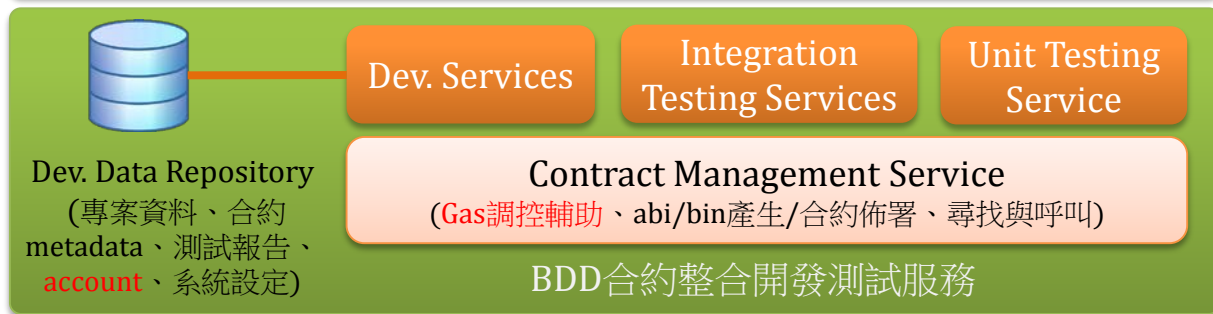 Dev. Services
Integration
Testing Services
Unit Testing
Service
Dev. Data Repository
(專案資料、合約
metadata、測試報告、
account、系統設定)
Contract Management Service
(Gas調控輔助、abi/bin產生/合約佈署、尋找與呼叫)
BDD合約整合開發測試服務